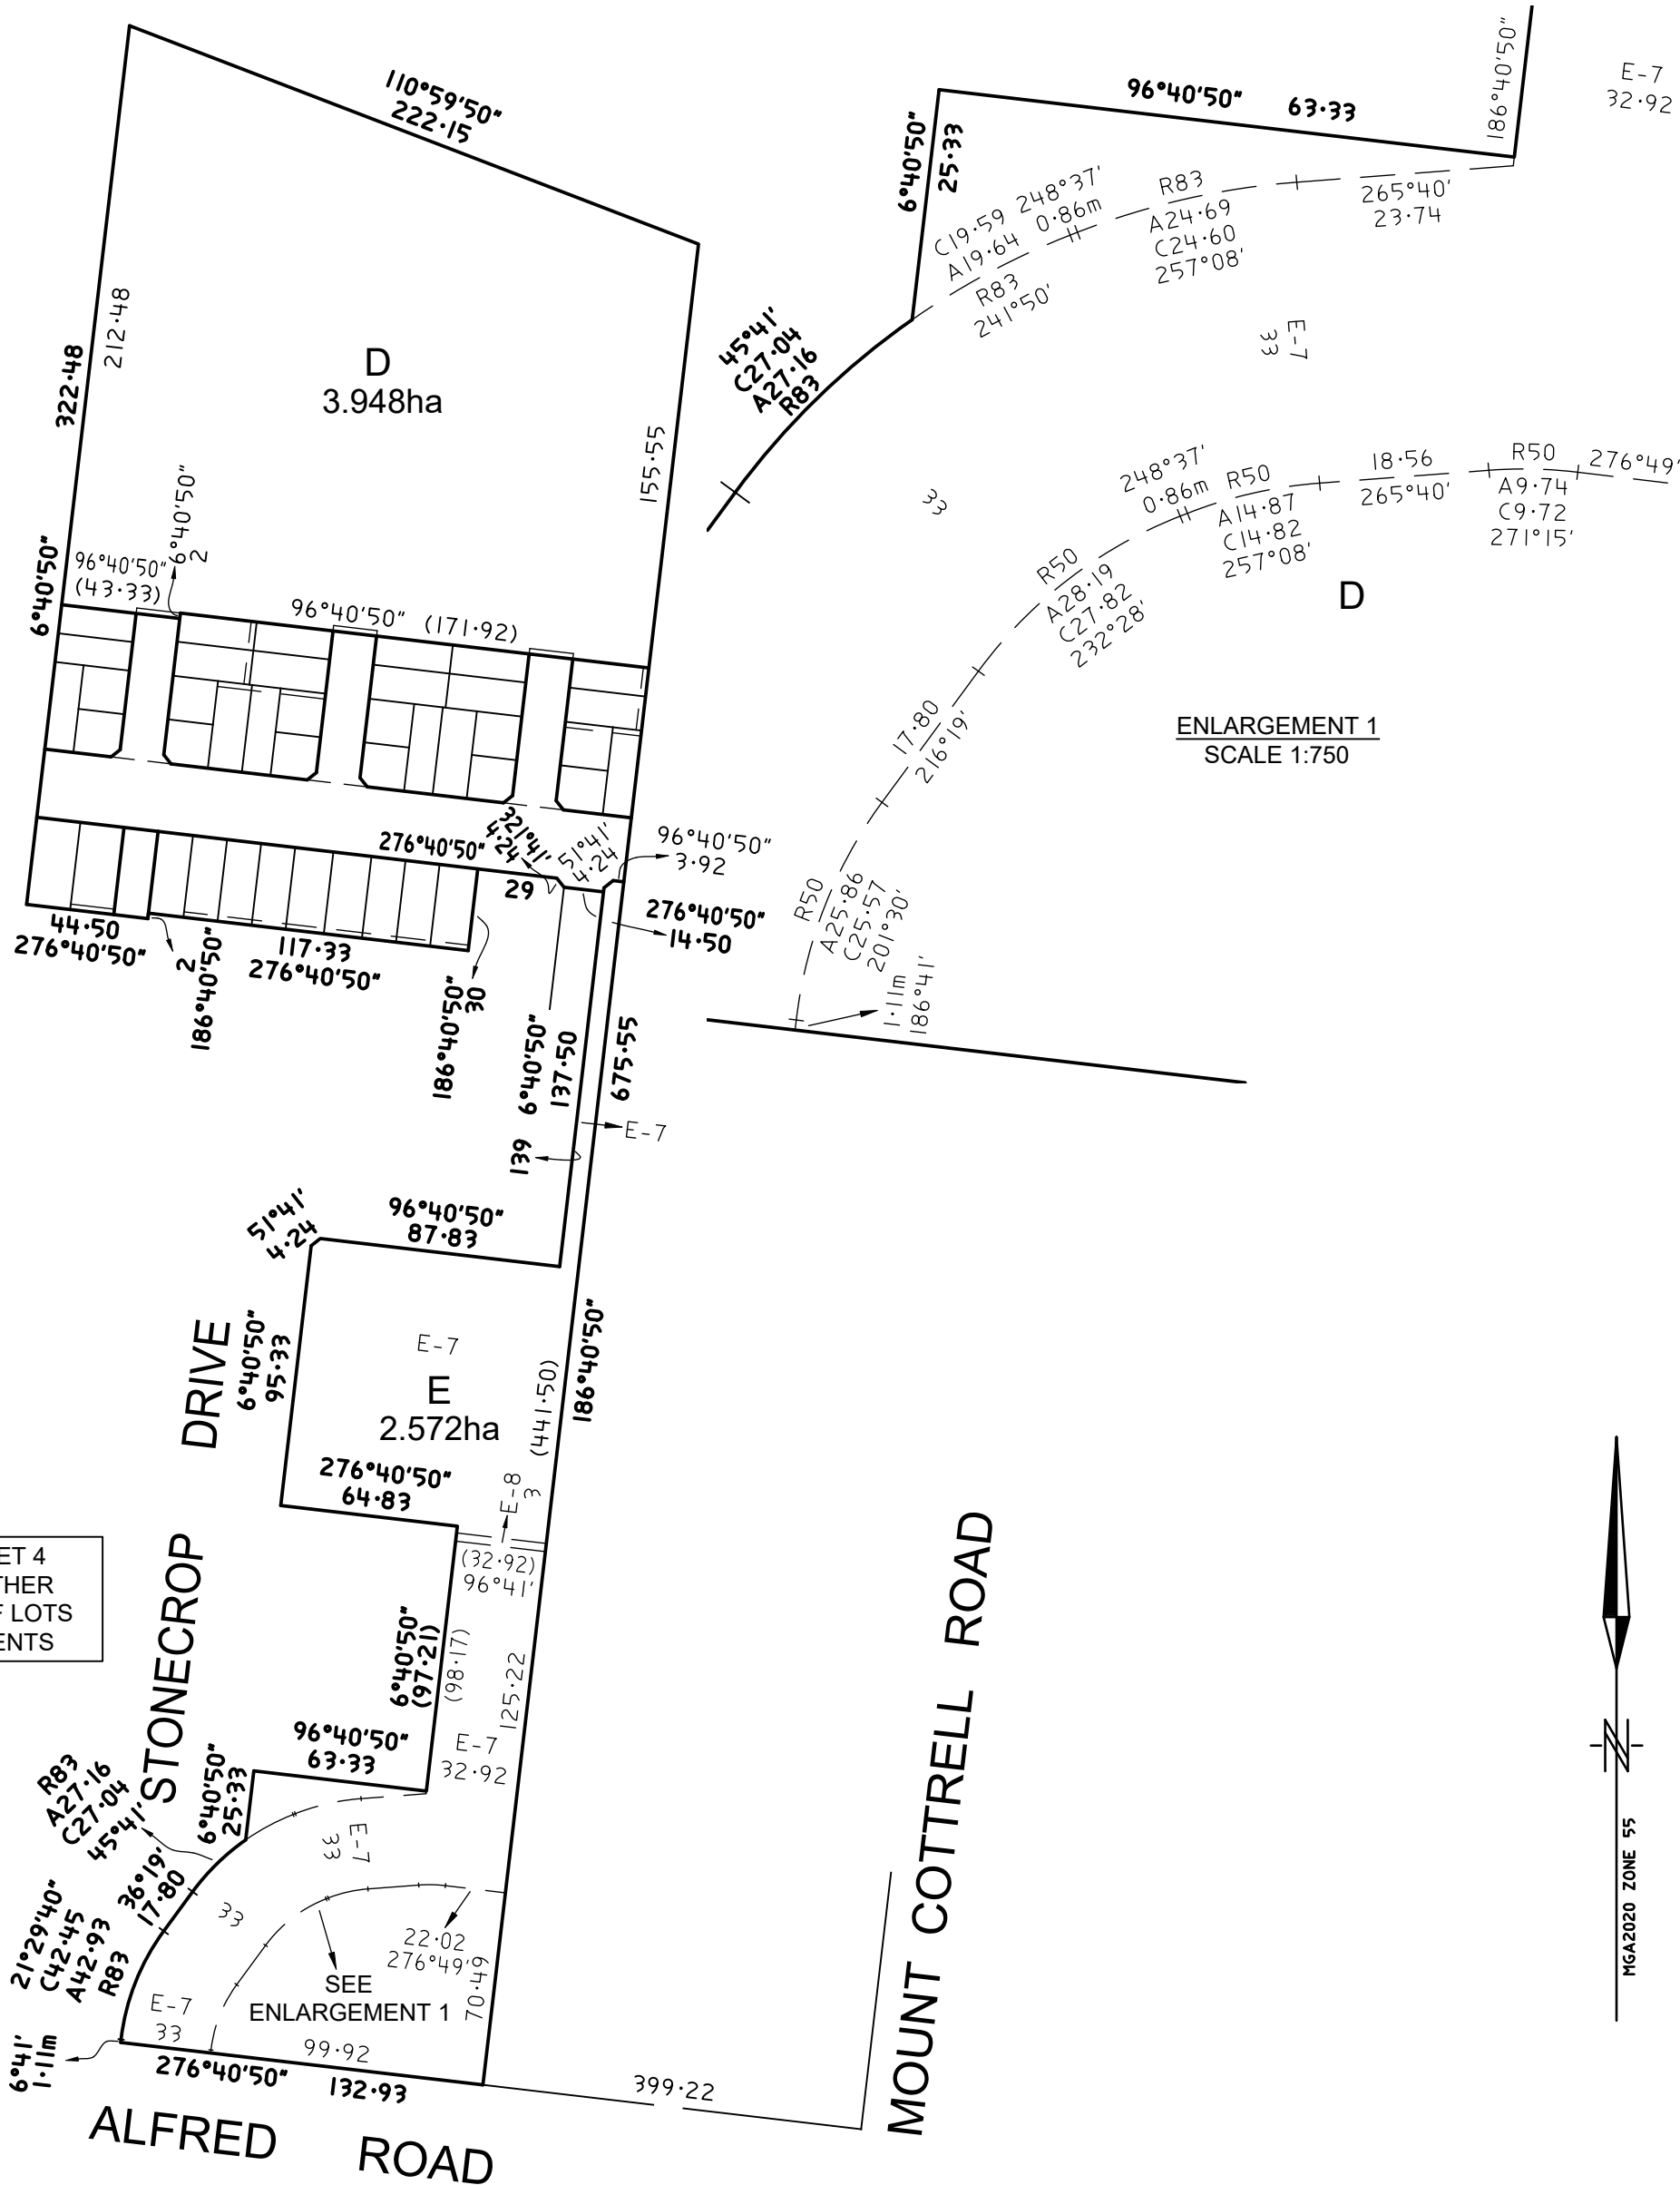 110°59'50"
222·15
322·48
212·48
D
3.948ha
155·55
6°40'50"
96°40'50"
(43·33)
6°40'50"
2
96°40'50" (171·92)
276°40'50"
29
321°41'
4·24
51°41'
4·24
96°40'50"
3·92
276°40'50"
14·50
44·50
276°40'50"
2
186°40'50"
117·33
276°40'50"
186°40'50"
30
6°40'50"
137·50
675·55
139
E-7
51°41'
4·24
96°40'50"
87·83
DRIVE
6°40'50"
95·33
E-7
E
2.572ha
(441·50)
186°40'50"
276°40'50"
64·83
E-8
3
(32·92)
96°41'
ET 4
THER
F LOTS
ENTS
STONECROP
6°40'50"
(97·21)
(98·17)
125·22
96°40'50"
63·33
E-7
32·92
R83
A27·16
C27·04
45°41'
6°40'50"
25·33
E-7
33
36°19'
17·80
33
21°29'40"
C42·45
A42·93
R83
22·02
276°49'
SEE
ENLARGEMENT 1
70·49
E-7
33
99·92
6°41'
1·11m
276°40'50" 132·93
399·22
ALFRED ROAD
MOUNT COTTRELL ROAD
96°40'50" 63·33
186°40'50"
E-7
32·92
6°40'50"
25·33
C19·59 248°37'
A19·64 0·86m
R83
241°50'
R83
A24·69
C24·60
257°08'
265°40'
23·74
45°41'
C27·04
A27·16
R83
E-7
33
33
248°37'
0·86m
R50
A14·87
C14·82
257°08'
18·56
265°40'
R50
A9·74
C9·72
271°15'
276°49'
R50
A28·19
C27·82
232°28'
D
ENLARGEMENT 1
SCALE 1:750
17·80
216°19'
R50
A25·86
C25·57
201°30'
1·11m
186°41'
N
MGA2020 ZONE 55